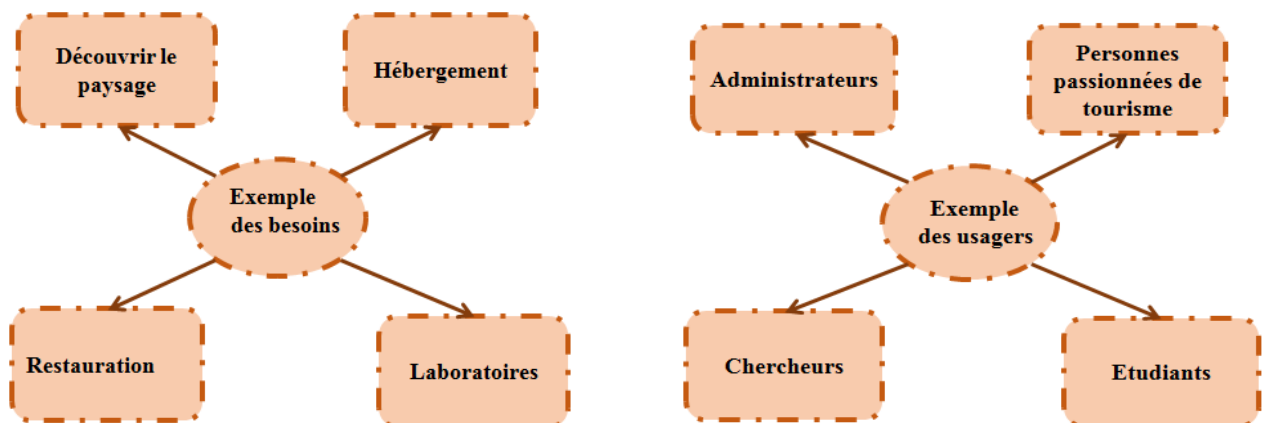 Découvrir le
paysage
Hébergement
Exemple
des besoins
Restauration
Laboratoires
Administrateurs
Personnes
passionnées de
tourisme
Exemple
des usagers
Chercheurs
Etudiants